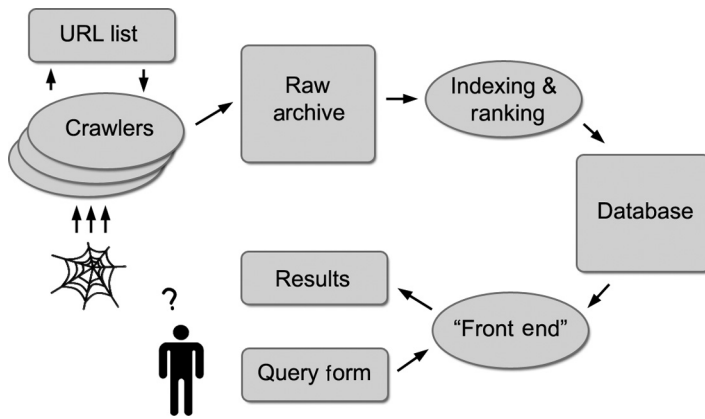 URL list
Crawlers
Raw
archive
Indexing &
ranking
Database
Results
?
"Front end"
Query form